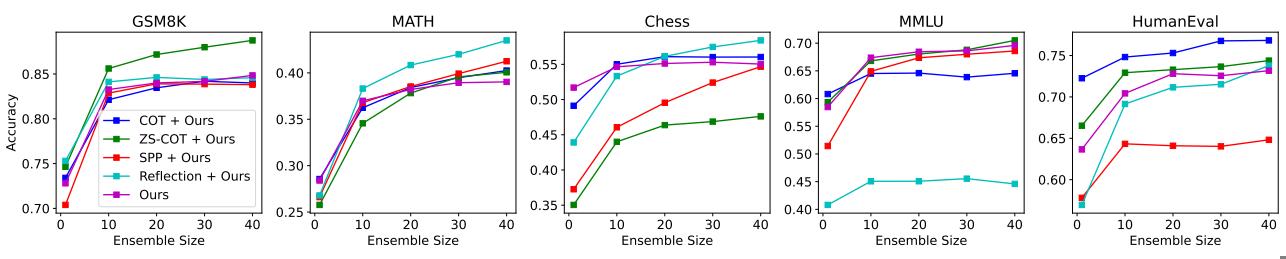 GSM8K
MATH
Chess
MMLU
HumanEval
Accuracy
0.85
0.80
0.75
0.70
COT + Ours
ZS-COT + Ours
SPP + Ours
Reflection + Ours
Ours
0 10 20 30 40
Ensemble Size
0.40
0.35
0.30
0.25
0 10 20 30 40
Ensemble Size
0.55
0.50
0.45
0.40
0.35
0 10 20 30 40
Ensemble Size
0.70
0.65
0.60
0.55
0.50
0.45
0.40
0 10 20 30 40
Ensemble Size
0.75
0.70
0.65
0.60
0 10 20 30 40
Ensemble Size